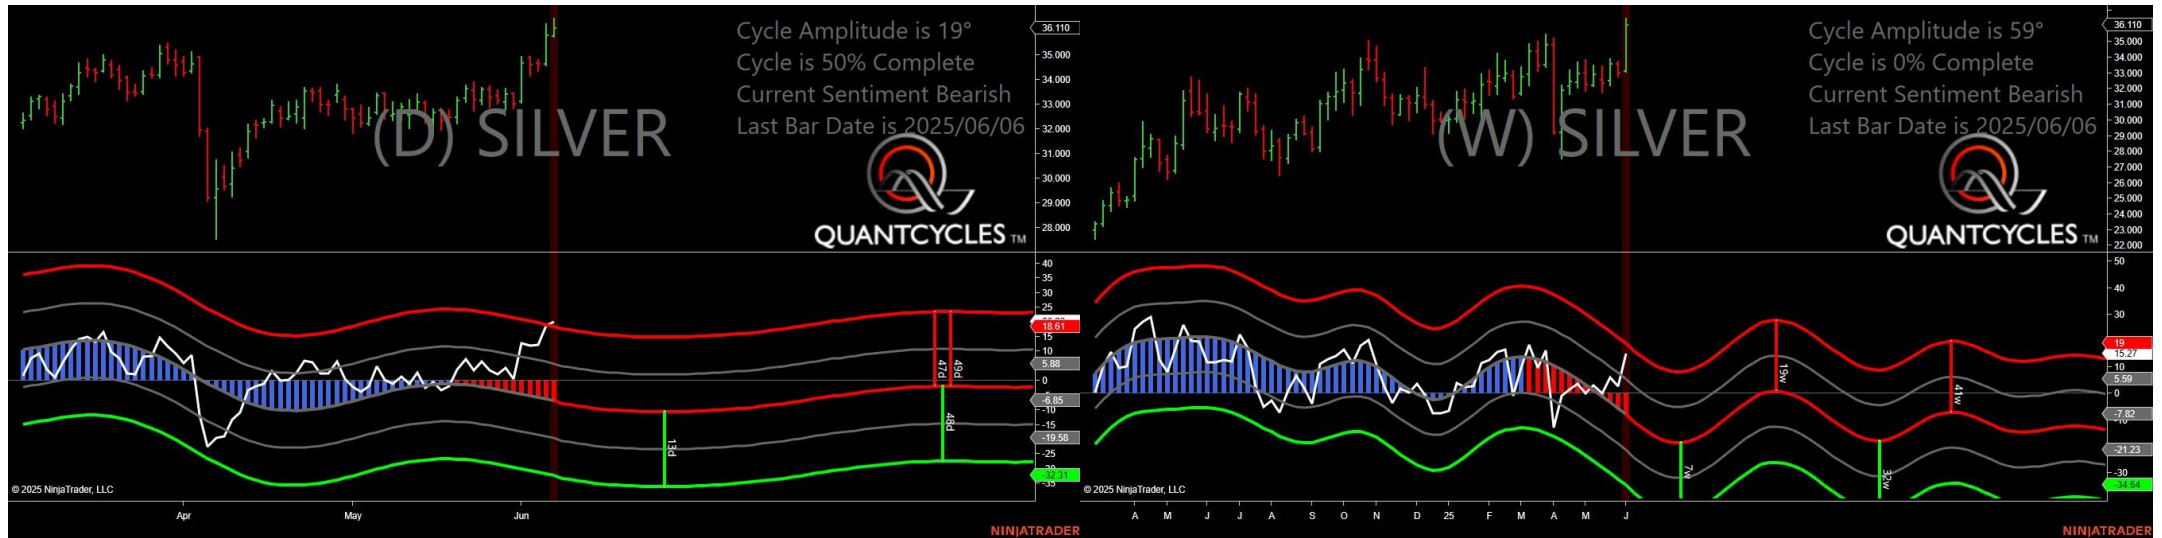 Cycle Amplitude is 19°
Cycle is 50% Complete
Current Sentiment Bearish
Last Bar Date is 2025/06/06
(D) SILVER
QUANTCYCLES TM
36.110
35.000
34.000
33.000
32.000
31.000
30.000
29.000
28.000
40
35
30
25
18.61
15
10
5.88
0
-6.85
-10
-15
-19.58
-25
-32.31
-35
47d
49d
48d
13d
© 2025 NinjaTrader, LLC
Apr
May
Jun
NINJATRADER
Cycle Amplitude is 59°
Cycle is 0% Complete
Current Sentiment Bearish
Last Bar Date is 2025/06/06
(W) SILVER
QUANTCYCLES TM
36.110
35.000
34.000
33.000
32.000
31.000
30.000
29.000
28.000
27.000
26.000
25.000
24.000
23.000
22.000
50
40
30
19
15.27
10
5.59
0
-7.82
-21.23
-30
-34.64
19w
41w
7w
32w
© 2025 NinjaTrader, LLC
A M J J A S O N D 25 F M A M J
NINJATRADER